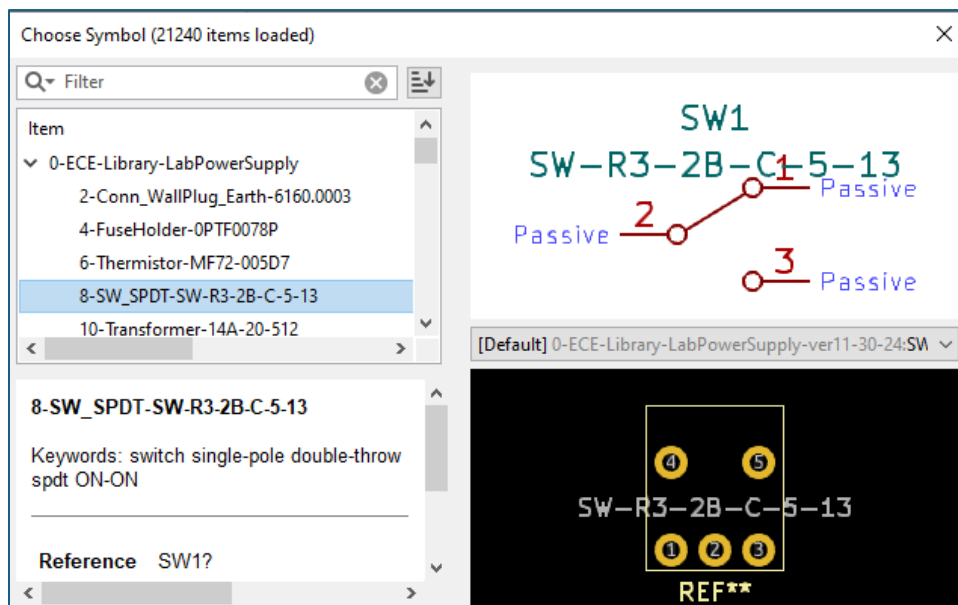 Choose Symbol (21240 items loaded)
Filter
Item
0-ECE-Library-LabPowerSupply
2-Conn_WallPlug_Earth-6160.0003
4-FuseHolder-0PTF0078P
6-Thermistor-MF72-005D7
8-SW_SPDT-SW-R3-2B-C-5-13
10-Transformer-14A-20-512
8-SW_SPDT-SW-R3-2B-C-5-13
Keywords: switch single-pole double-throw
spdt ON-ON
Reference SW1?
SW1
SW-R3-2B-C-5-13
1 Passive
Passive 2
3 Passive
[Default] 0-ECE-Library-LabPowerSupply-ver11-30-24:SW
4 5
SW-R3-2B-C-5-13
1 2 3
REF**